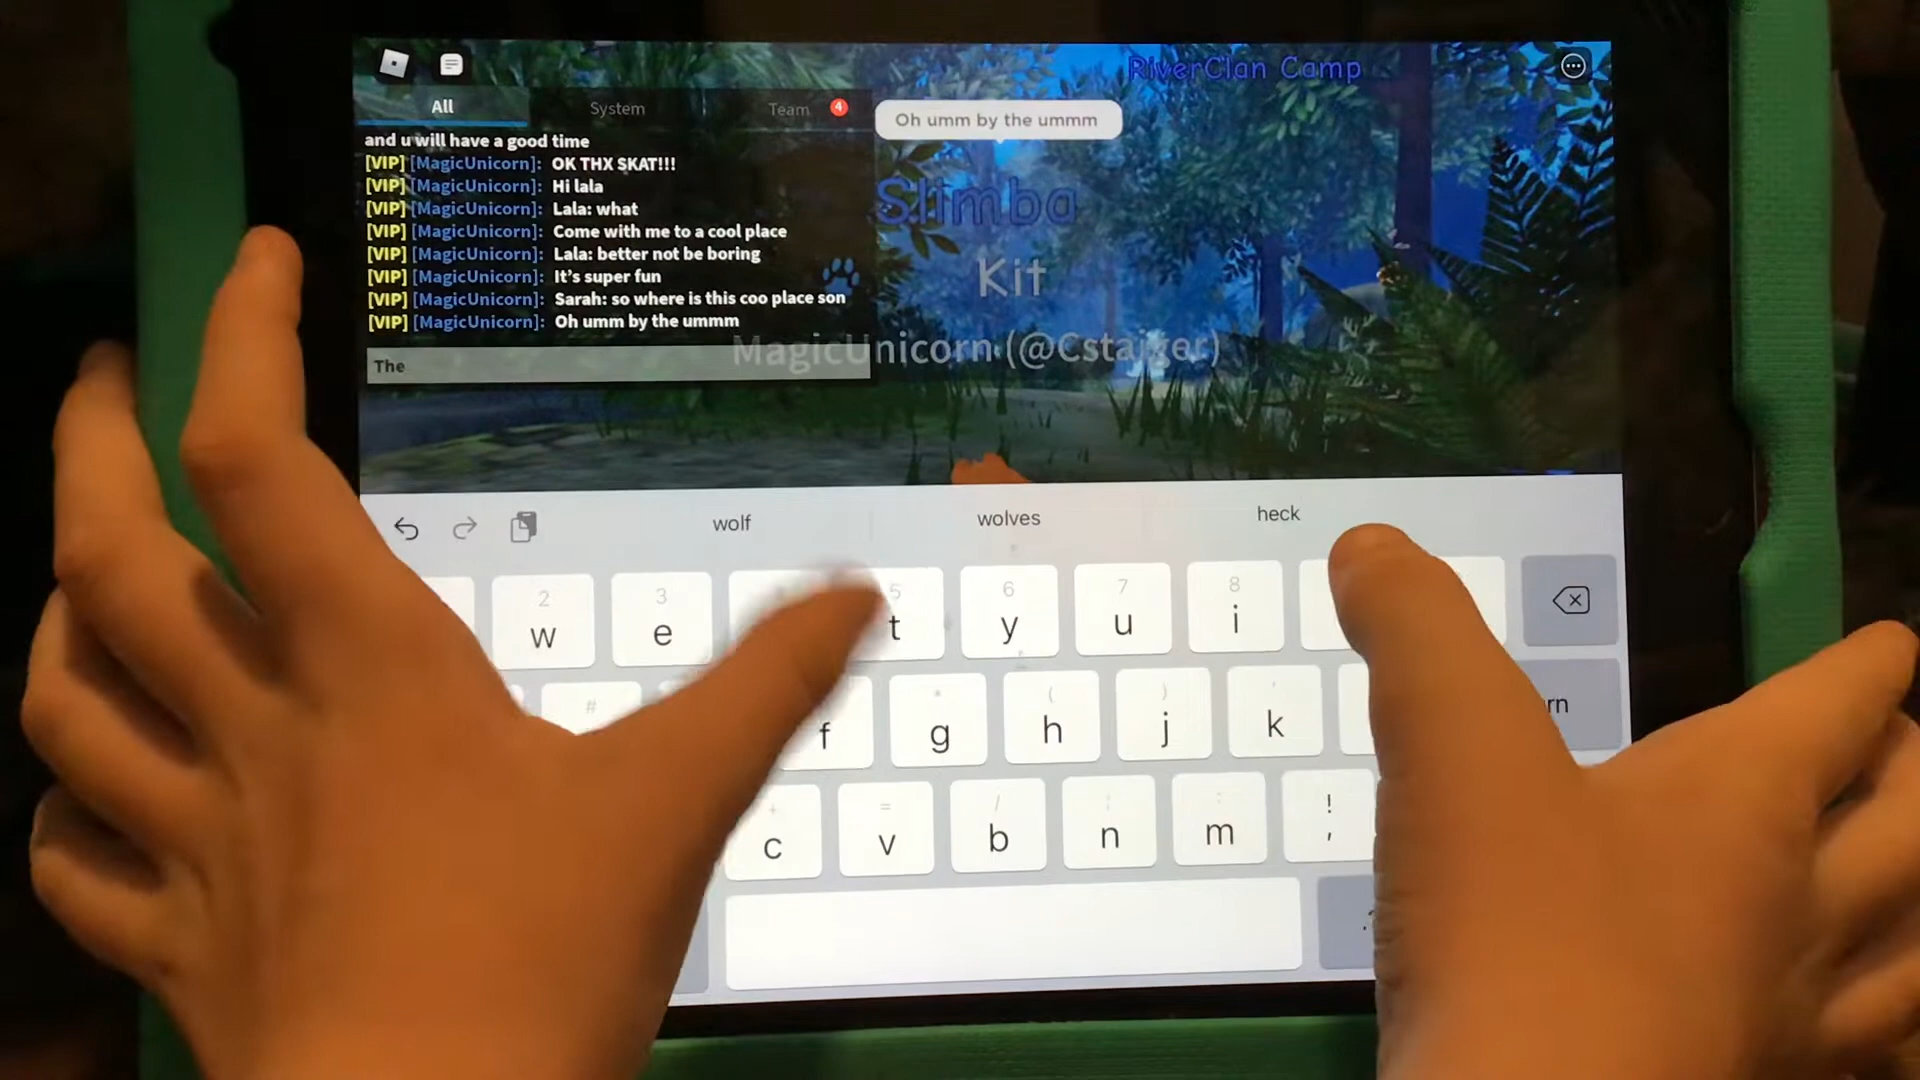 RiverClan Camp
All
System
Team
4
Oh umm by the ummm
and u will have a good time
[VIP] [MagicUnicorn]: OK THX SKAT!!!
[VIP] [MagicUnicorn]: Hi lala
[VIP] [MagicUnicorn]: Lala: what
[VIP] [MagicUnicorn]: Come with me to a cool place
[VIP] [MagicUnicorn]: Lala: better not be boring
[VIP] [MagicUnicorn]: It's super fun
[VIP] [MagicUnicorn]: Sarah: so where is this coo place son
[VIP] [MagicUnicorn]: Oh umm by the ummm
Slimba
Kit
MagicUnicorn (@Cstaiger)
The
wolf wolves heck
2 3 5 6 7 8
w e t y u i
# * ( ) '
f g h j k
+ = / ; : !
c v b n m ,